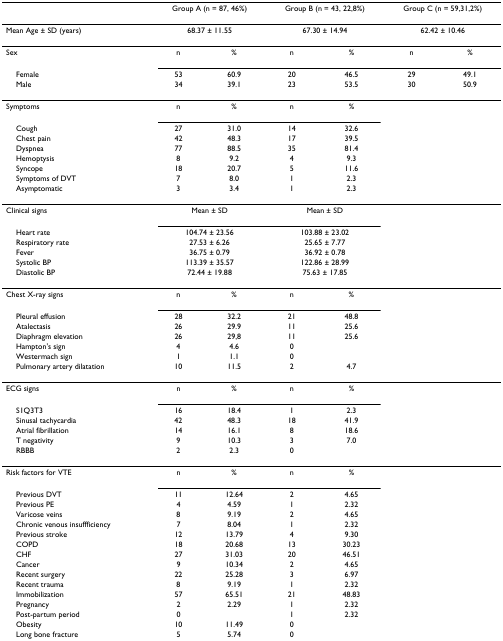 Group A (n = 87, 46%) Group B (n = 43, 22,8%) Group C (n = 59,31,2%)
Mean Age ± SD (years) 68.37 ± 11.55 67.30 ± 14.94 62.42 ± 10.46
Sex n % n % n %
Female 53 60.9 20 46.5 29 49.1
Male 34 39.1 23 53.5 30 50.9
Symptoms n % n %
Cough 27 31.0 14 32.6
Chest pain 42 48.3 17 39.5
Dyspnea 77 88.5 35 81.4
Hemoptysis 8 9.2 4 9.3
Syncope 18 20.7 5 11.6
Symptoms of DVT 7 8.0 1 2.3
Asymptomatic 3 3.4 1 2.3
Clinical signs Mean ± SD Mean ± SD
Heart rate 104.74 ± 23.56 103.88 ± 23.02
Respiratory rate 27.53 ± 6.26 25.65 ± 7.77
Fever 36.75 ± 0.79 36.92 ± 0.78
Systolic BP 113.39 ± 35.57 122.86 ± 28.99
Diastolic BP 72.44 ± 19.88 75.63 ± 17.85
Chest X-ray signs n % n %
Pleural effusion 28 32.2 21 48.8
Atalectasis 26 29.9 11 25.6
Diaphragm elevation 26 29,8 11 25.6
Hampton's sign 4 4.6 0
Westermach sign 1 1.1 0
Pulmonary artery dilatation 10 11.5 2 4.7
ECG signs n % n %
S1Q3T3 16 18.4 1 2.3
Sinusal tachycardia 42 48.3 18 41.9
Atrial fibrillation 14 16.1 8 18.6
T negativity 9 10.3 3 7.0
RBBB 2 2.3 0
Risk factors for VTE n % n %
Previous DVT 11 12.64 2 4.65
Previous PE 4 4.59 1 2.32
Varicose veins 8 9.19 2 4.65
Chronic venous insuffficiency 7 8.04 1 2.32
Previous stroke 12 13.79 4 9.30
COPD 18 20.68 13 30.23
CHF 27 31.03 20 46.51
Cancer 9 10.34 2 4.65
Recent surgery 22 25.28 3 6.97
Recent trauma 8 9.19 1 2.32
Immobilization 57 65.51 21 48.83
Pregnancy 2 2.29 1 2.32
Post-partum period 0 1 2.32
Obesity 10 11.49 0
Long bone fracture 5 5.74 0